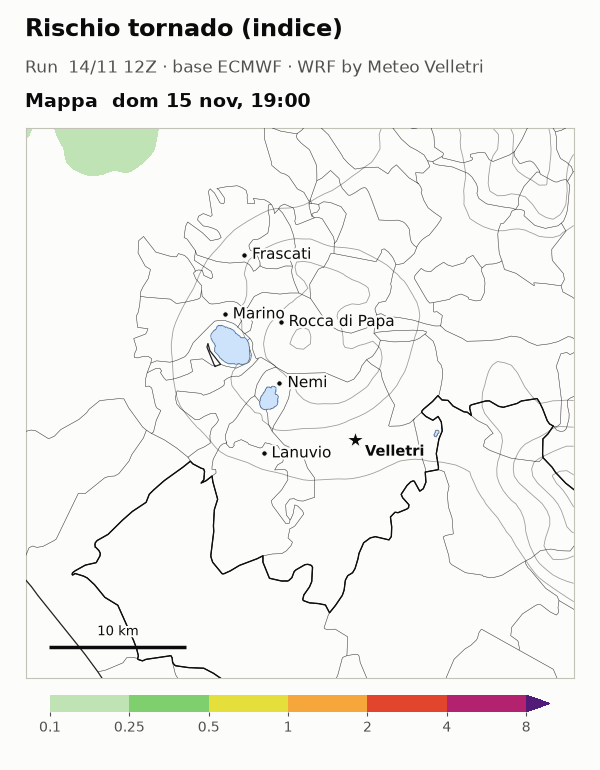 Rischio tornado (indice)
Run  14/11 12Z · base ECMWF · WRF by Meteo Velletri
Mappa  dom 15 nov, 19:00
Frascati
Marino
Rocca di Papa
Nemi
Velletri
Lanuvio
10 km
0.1 0.25 0.5 1 2 4 8